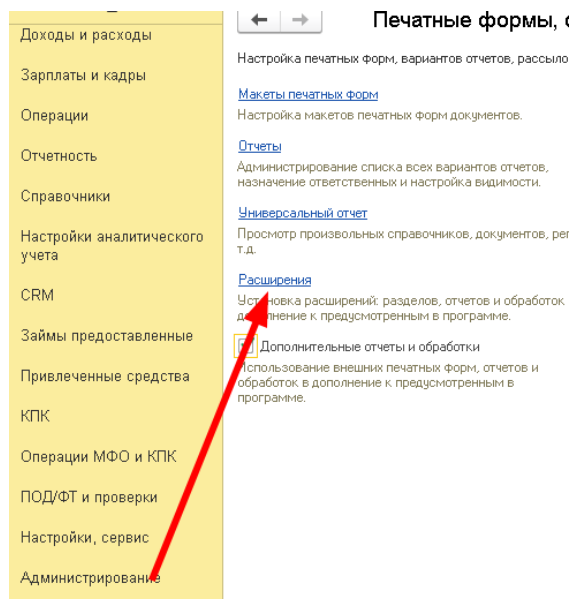 Доходы и расходы
Зарплаты и кадры
Операции
Отчетность
Справочники
Настройки аналитического
учета
CRM
Займы предоставленные
Привлеченные средства
КПК
Операции МФО и КПК
ПОД/ФТ и проверки
Настройки, сервис
Администрирование
Печатные формы,
Настройка печатных форм, вариантов отчетов, рассыло
Макеты печатных форм
Настройка макетов печатных форм документов.
Отчеты
Администрирование списка всех вариантов отчетов,
назначение ответственных и настройка видимости.
Универсальный отчет
Просмотр произвольных справочников, документов, рег
т.д.
Расширения
Установка расширений: разделов, отчетов и обработок
дополнение к предусмотренным в программе.
Дополнительные отчеты и обработки
Использование внешних печатных форм, отчетов и
обработок в дополнение к предусмотренным в
программе.